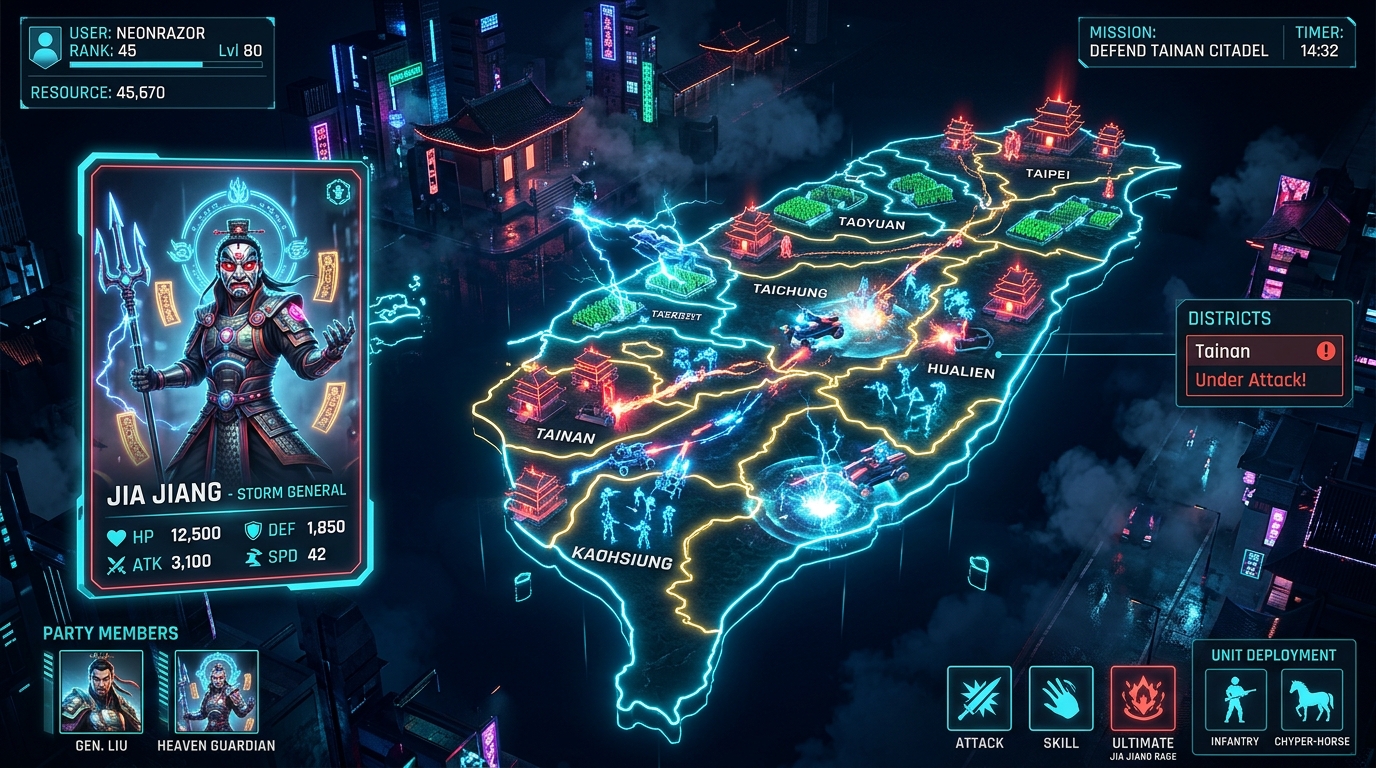 USER: NEONRAZOR
RANK: 45 Lvl 80
RESOURCE: 45,670
MISSION:
DEFEND TAINAN CITADEL
TIMER:
14:32
JIA JIANG - STORM GENERAL
HP 12,500 DEF 1,850
ATK 3,100 SPD 42
PARTY MEMBERS
GEN. LIU
HEAVEN GUARDIAN
TAIPEI
TAOYUAN
TAICHUNG
HUALIEN
TAINAN
KAOHSIUNG
DISTRICTS
Tainan
Under Attack!
ATTACK
SKILL
ULTIMATE
JIA JIANG RAGE
UNIT DEPLOYMENT
INFANTRY
CHYPER-HORSE